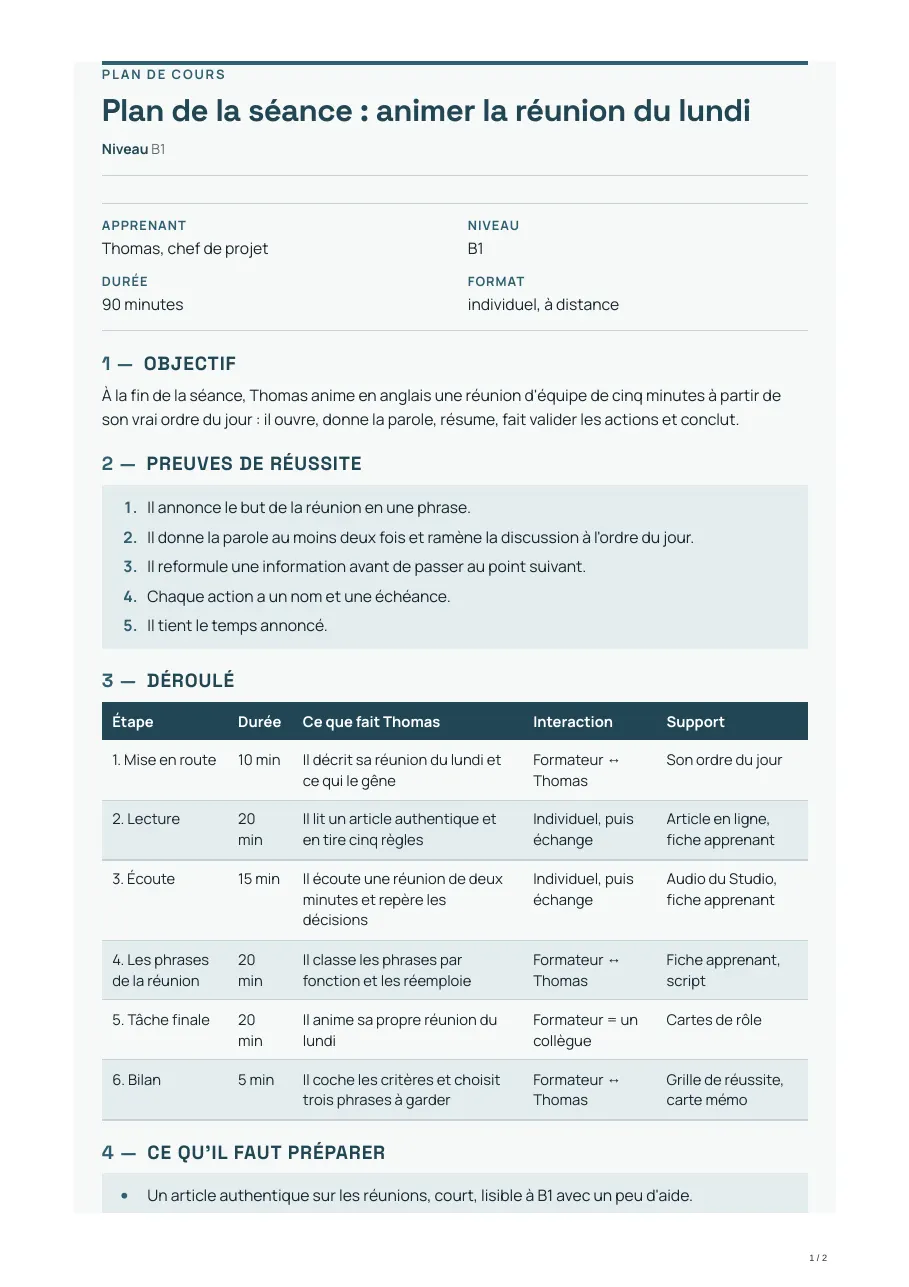 PLAN DE COURS
Plan de la séance : animer la réunion du lundi
Niveau B1
APPRENANT
Thomas, chef de projet
NIVEAU
B1
DURÉE
90 minutes
FORMAT
individuel, à distance
1 — OBJECTIF
À la fin de la séance, Thomas anime en anglais une réunion d'équipe de cinq minutes à partir de
son vrai ordre du jour : il ouvre, donne la parole, résume, fait valider les actions et conclut.
2 — PREUVES DE RÉUSSITE
1. Il annonce le but de la réunion en une phrase.
2. Il donne la parole au moins deux fois et ramène la discussion à l'ordre du jour.
3. Il reformule une information avant de passer au point suivant.
4. Chaque action a un nom et une échéance.
5. Il tient le temps annoncé.
3 — DÉROULÉ
Étape Durée Ce que fait Thomas Interaction Support
1. Mise en route 10 min Il décrit sa réunion du lundi et Formateur ↔ Son ordre du jour
ce qui le gêne Thomas
2. Lecture 20 Il lit un article authentique et Individuel, puis Article en ligne,
min en tire cinq règles échange fiche apprenant
3. Écoute 15 min Il écoute une réunion de deux Individuel, puis Audio du Studio,
minutes et repère les échange fiche apprenant
décisions
4. Les phrases 20 Il classe les phrases par Formateur ↔ Fiche apprenant,
de la réunion min fonction et les réemploie Thomas script
5. Tâche finale 20 Il anime sa propre réunion du Formateur = un Cartes de rôle
min lundi collègue
6. Bilan 5 min Il coche les critères et choisit Formateur ↔ Grille de réussite,
trois phrases à garder Thomas carte mémo
4 — CE QU’IL FAUT PRÉPARER
• Un article authentique sur les réunions, court, lisible à B1 avec un peu d'aide.
1 / 2